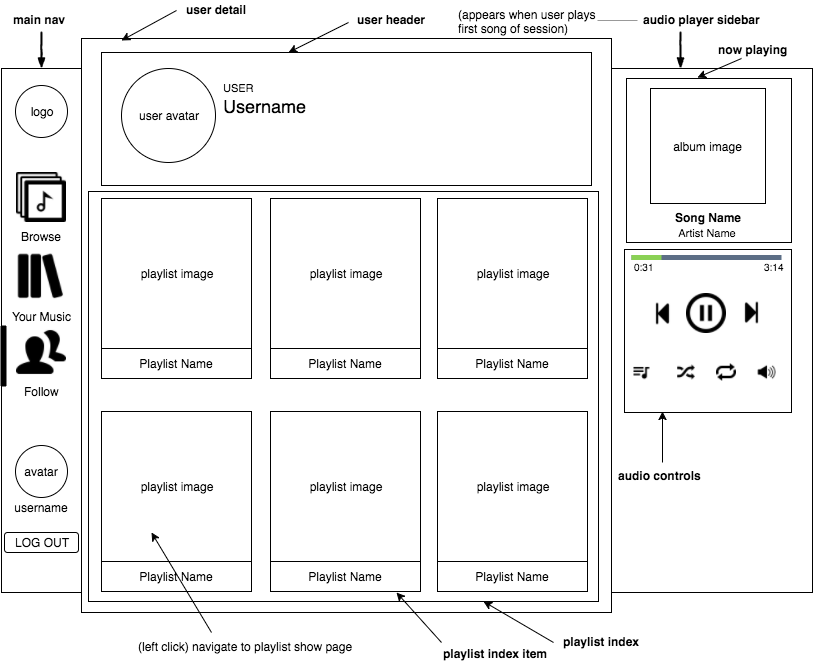 user detail
main nav
user header
(appears when user plays
first song of session)
audio player sidebar
now playing
logo
user avatar
USER
Username
album image
Song Name
Artist Name
Browse
Your Music
Follow
avatar
username
LOG OUT
playlist image
playlist image
playlist image
Playlist Name
Playlist Name
Playlist Name
playlist image
playlist image
playlist image
Playlist Name
Playlist Name
Playlist Name
0:31
3:14
audio controls
(left click) navigate to playlist show page
playlist index item
playlist index